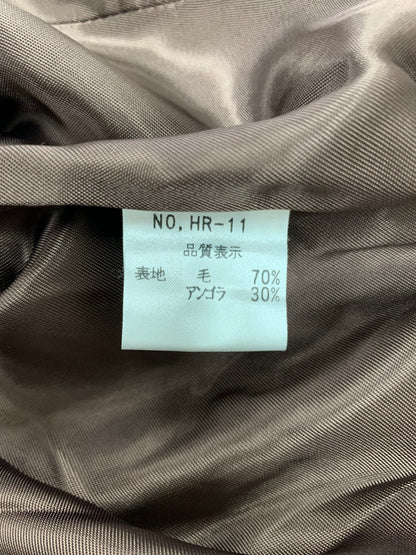 NO, HR-11
品質表示
表地 毛 70%
アンゴラ 30%